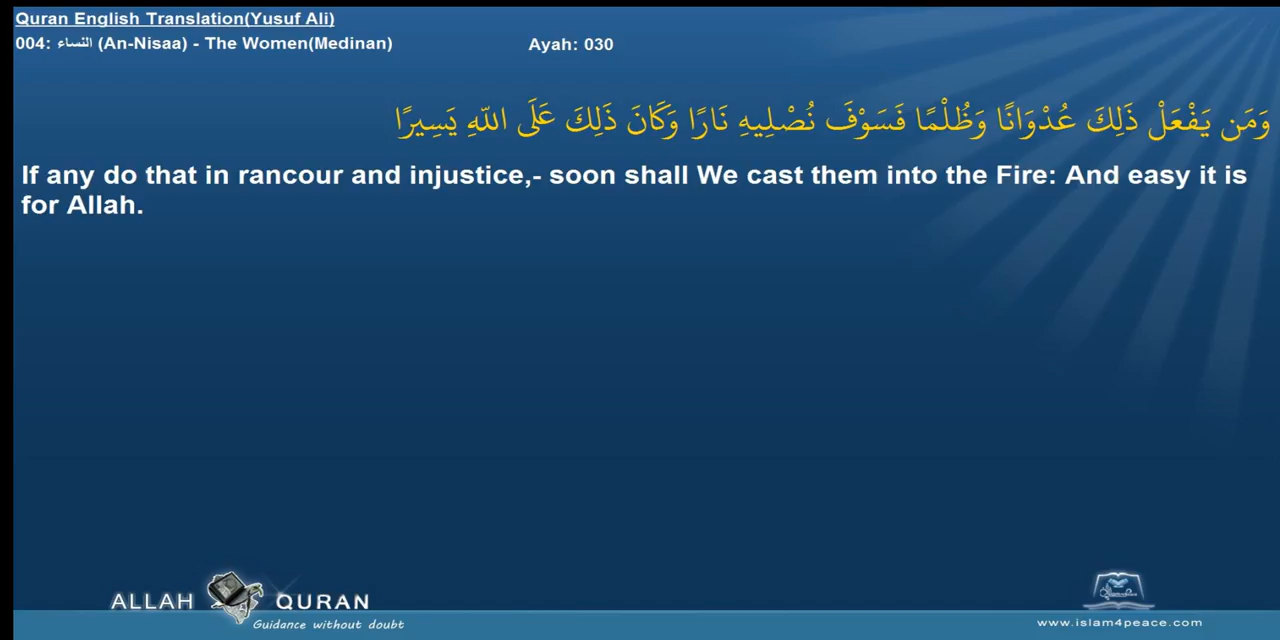 Quran English Translation(Yusuf Ali)
004: النساء (An-Nisaa) - The Women(Medinan) Ayah: 030
وَمَن يَفْعَلْ ذَلِكَ عُدْوَانًا وَظُلْمًا فَسَوْفَ نُصْلِيهِ نَارًا وَكَانَ ذَلِكَ عَلَى اللّهِ يَسِيرًا
If any do that in rancour and injustice,- soon shall We cast them into the Fire: And easy it is
for Allah.
ALLAH QURAN
Guidance without doubt
www.islam4peace.com